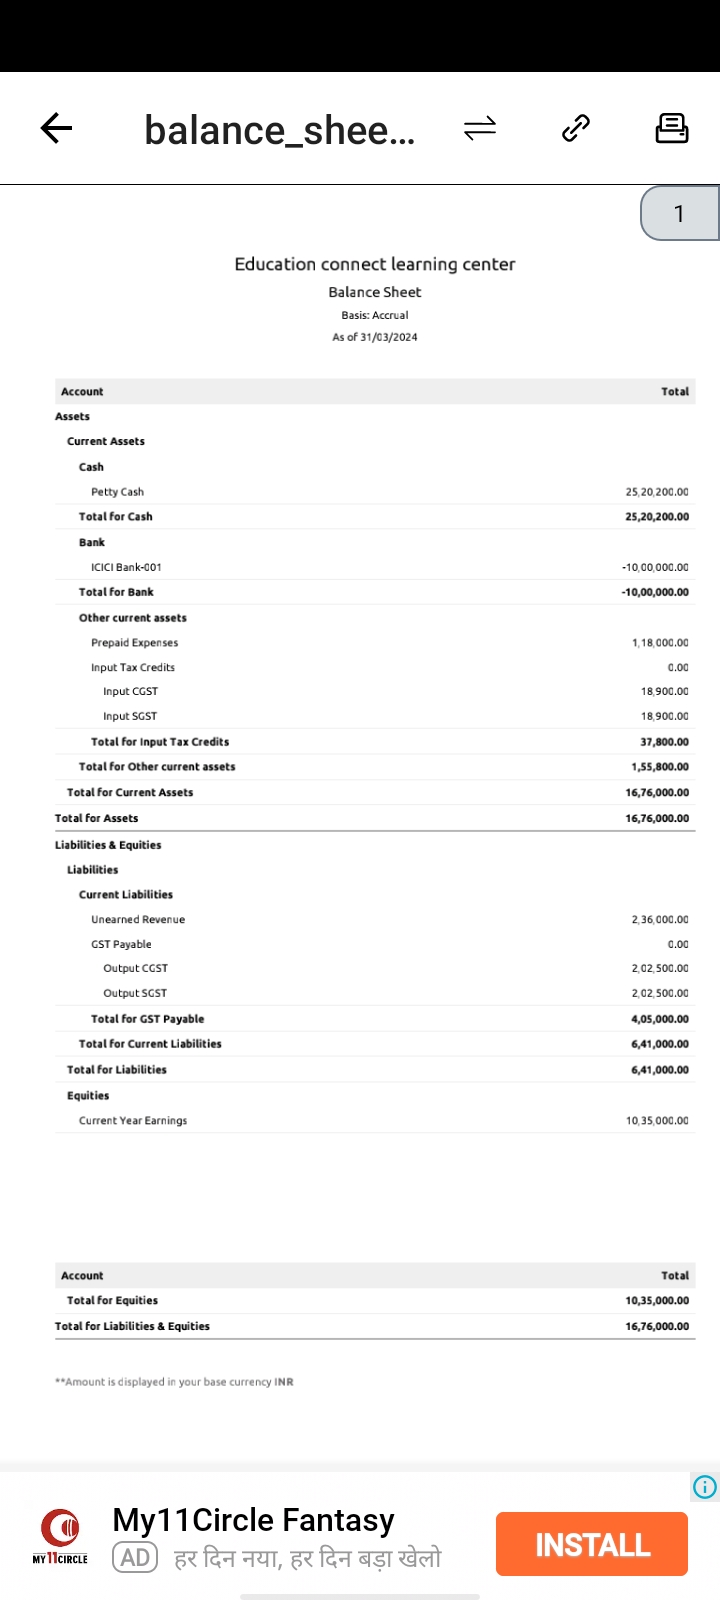 balance_shee...
1
Education connect learning center
Balance Sheet
Basis: Accrual
As of 31/03/2024
Account Total
Assets
Current Assets
Cash
Petty Cash 25,20,200.00
Total for Cash 25,20,200.00
Bank
ICICI Bank-001 -10,00,000.00
Total for Bank -10,00,000.00
Other current assets
Prepaid Expenses 1,18,000.00
Input Tax Credits 0.00
Input CGST 18,900.00
Input SGST 18,900.00
Total for Input Tax Credits 37,800.00
Total for Other current assets 1,55,800.00
Total for Current Assets 16,76,000.00
Total for Assets 16,76,000.00
Liabilities & Equities
Liabilities
Current Liabilities
Unearned Revenue 2,36,000.00
GST Payable 0.00
Output CGST 2,02,500.00
Output SGST 2,02,500.00
Total for GST Payable 4,05,000.00
Total for Current Liabilities 6,41,000.00
Total for Liabilities 6,41,000.00
Equities
Current Year Earnings 10,35,000.00
Account Total
Total for Equities 10,35,000.00
Total for Liabilities & Equities 16,76,000.00
**Amount is displayed in your base currency INR
MY11CIRCLE
My11Circle Fantasy
AD हर दिन नया, हर दिन बड़ा खेलो
INSTALL